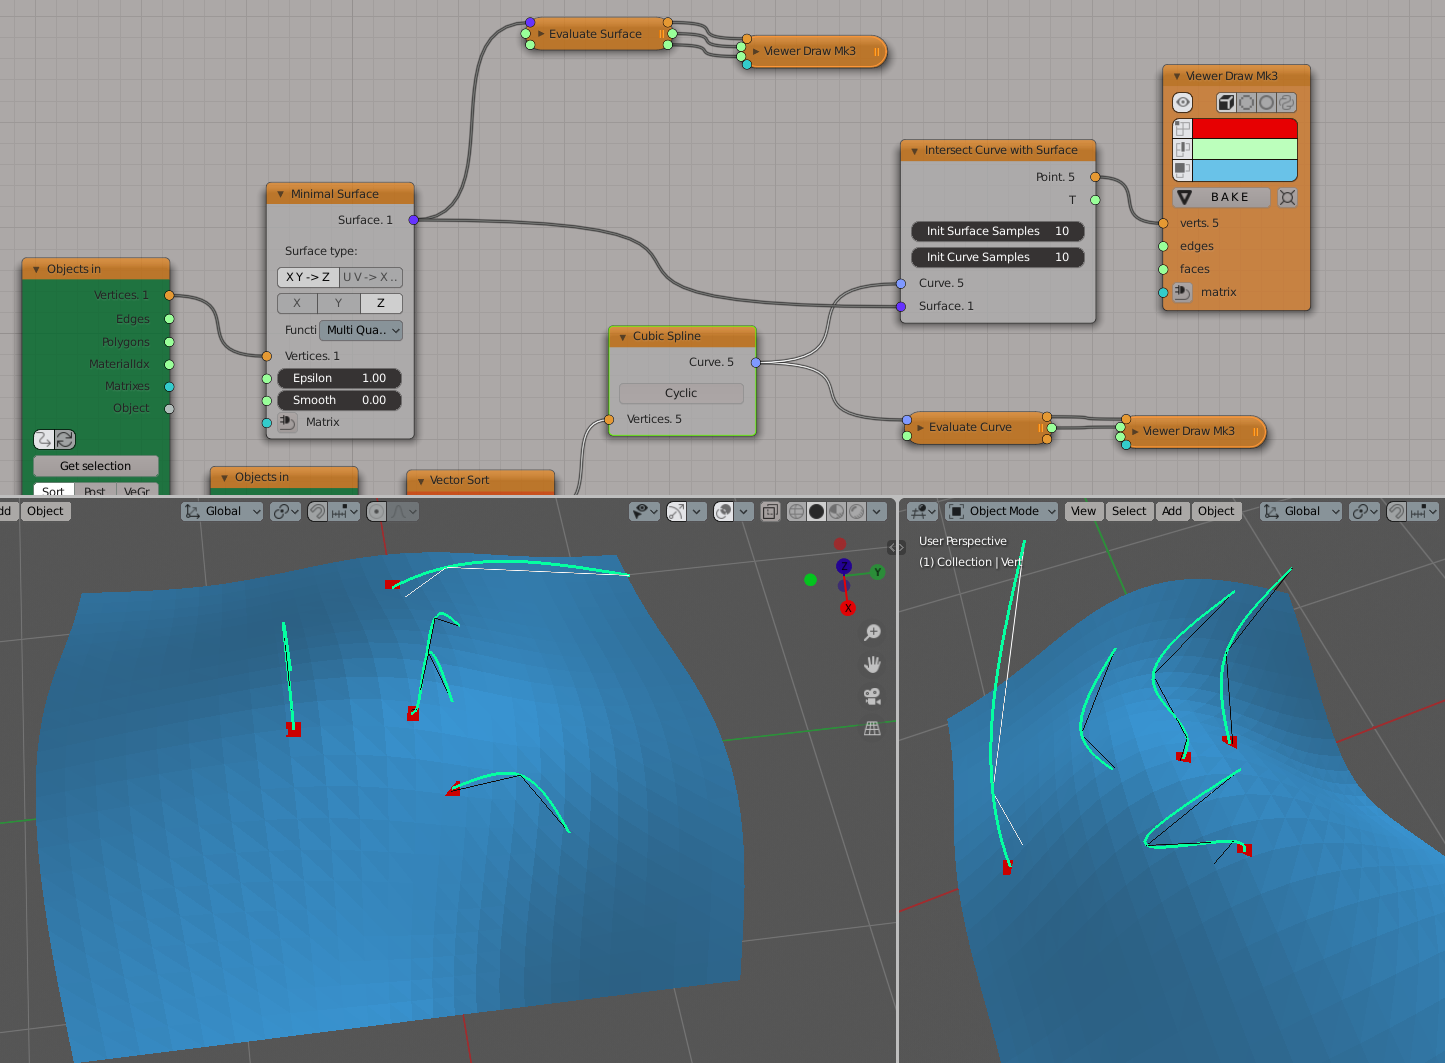 Evaluate Surface
Viewer Draw Mk3
Viewer Draw Mk3
BAKE
verts. 5
edges
faces
matrix
Intersect Curve with Surface
Point. 5
T
Init Surface Samples 10
Init Curve Samples 10
Curve. 5
Surface. 1
Minimal Surface
Surface. 1
Surface type:
X Y -> Z
U V -> X..
X
Y
Z
Functi
Multi Qua..
Vertices. 1
Epsilon 1.00
Smooth 0.00
Matrix
Objects in
Vertices. 1
Edges
Polygons
MaterialIdx
Matrixes
Object
Get selection
Sort
Post
VeGr
Cubic Spline
Curve. 5
Cyclic
Vertices. 5
Evaluate Curve
Viewer Draw Mk3
Objects in
Vector Sort
dd
Object
Global
Object Mode
View
Select
Add
Object
Global
User Perspective
(1) Collection | Vert
Z
Y
X